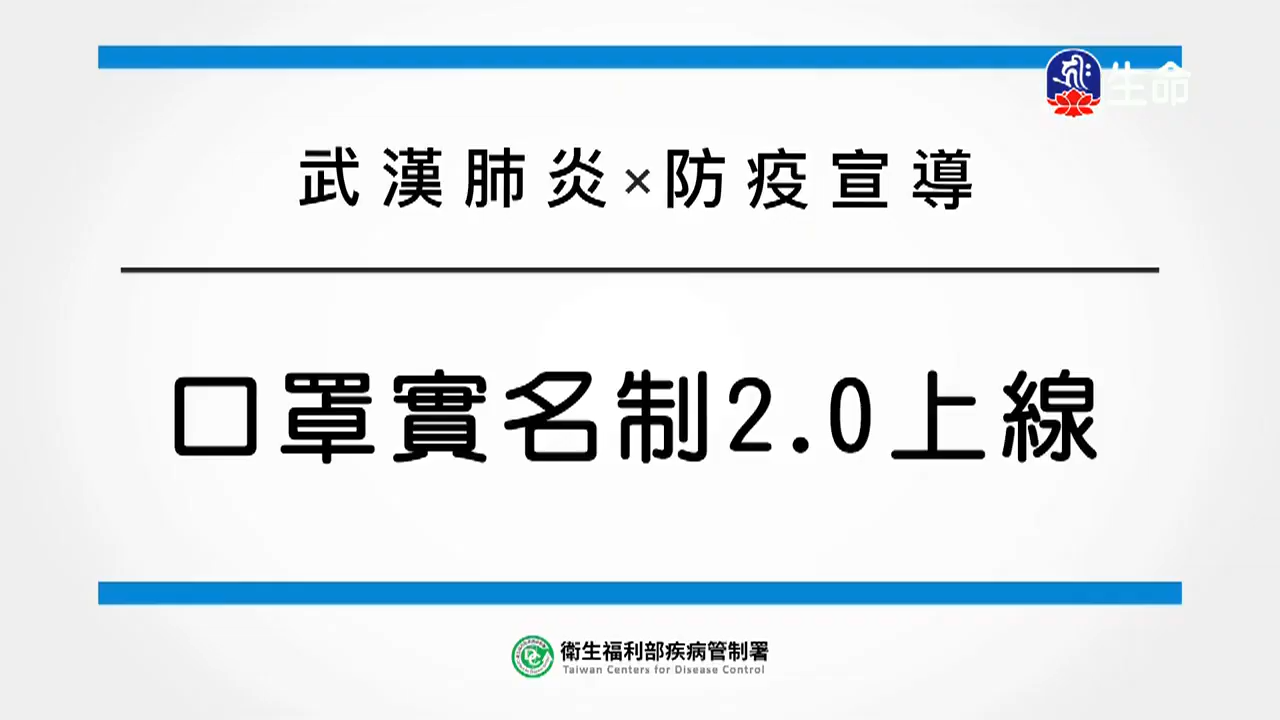 生命
武漢肺炎×防疫宣導
口罩實名制2.0上線
衛生福利部疾病管制署
Taiwan Centers for Disease Control